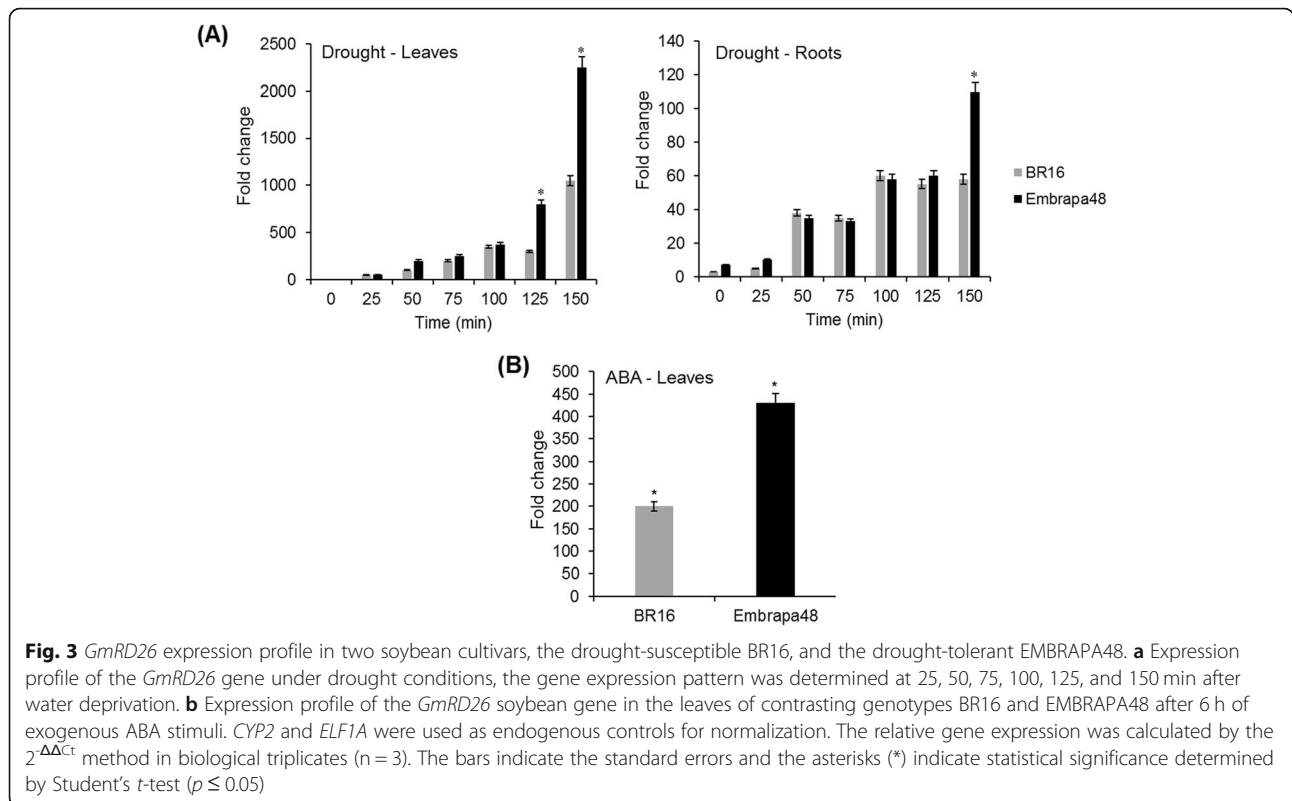 (A)
Drought - Leaves
*
*
2500
2000
1500
1000
500
0
Fold change
0 25 50 75 100 125 150
Time (min)
Drought - Roots
*
140
120
100
80
60
40
20
0
Fold change
0 25 50 75 100 125 150
Time (min)
BR16
Embrapa48
(B)
ABA - Leaves
*
*
500
450
400
350
300
250
200
150
100
50
0
Fold change
BR16 Embrapa48
Fig. 3 GmRD26 expression profile in two soybean cultivars, the drought-susceptible BR16, and the drought-tolerant EMBRAPA48. a Expression
profile of the GmRD26 gene under drought conditions, the gene expression pattern was determined at 25, 50, 75, 100, 125, and 150 min after
water deprivation. b Expression profile of the GmRD26 soybean gene in the leaves of contrasting genotypes BR16 and EMBRAPA48 after 6 h of
exogenous ABA stimuli. CYP2 and ELF1A were used as endogenous controls for normalization. The relative gene expression was calculated by the
2-ΔΔCt method in biological triplicates (n = 3). The bars indicate the standard errors and the asterisks (*) indicate statistical significance determined
by Student's t-test (p ≤ 0.05)